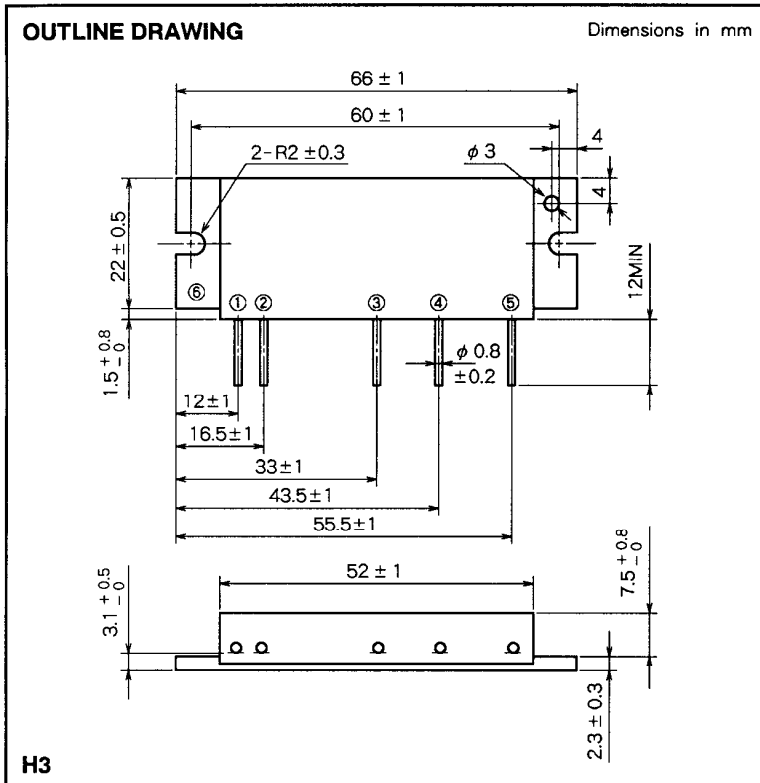 OUTLINE DRAWING
Dimensions in mm
66 ± 1
60 ± 1
4
2-R2 ±0.3
φ 3
4
22 ± 0.5
12MIN
⑥
① ② ③ ④ ⑤
1.5 +0.8 -0
φ 0.8
±0.2
12±1
16.5±1
33±1
43.5±1
55.5±1
52 ± 1
7.5 +0.8 -0
3.1 +0.5 -0
2.3 ± 0.3
H3